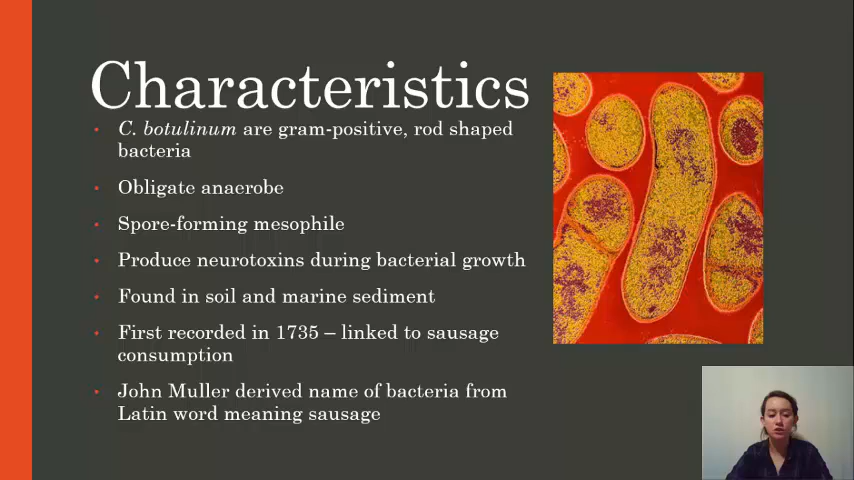 Characteristics
• C. botulinum are gram-positive, rod shaped
bacteria
• Obligate anaerobe
• Spore-forming mesophile
• Produce neurotoxins during bacterial growth
• Found in soil and marine sediment
• First recorded in 1735 – linked to sausage
consumption
• John Muller derived name of bacteria from
Latin word meaning sausage